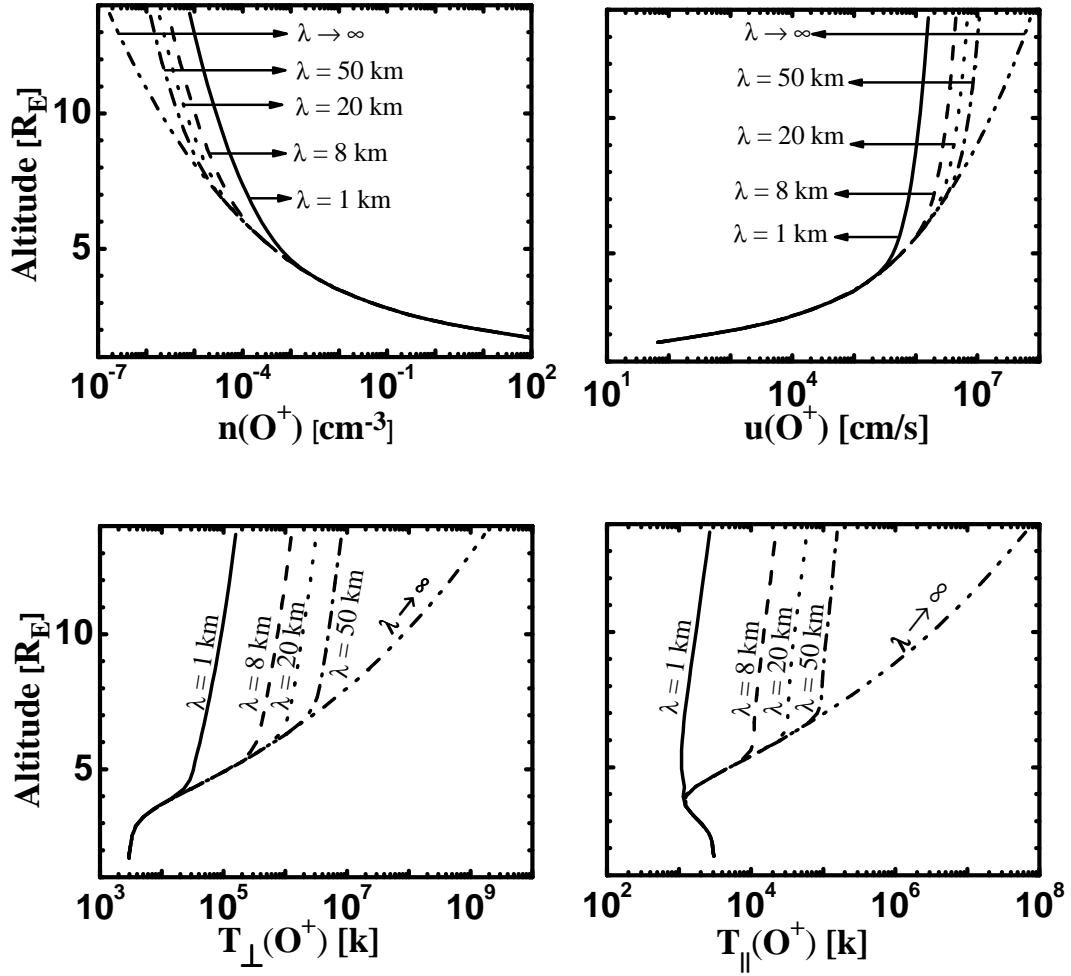 λ → ∞
λ = 50 km
λ = 20 km
λ = 8 km
λ = 1 km
Altitude [R_E]
10
5
10^-7
10^-4
10^-1
10^2
n(O^+) [cm^-3]
λ→∞
λ = 50 km
λ = 20 km
λ = 8 km
λ = 1 km
10^1
10^4
10^7
u(O^+) [cm/s]
λ = 1 km
λ = 8 km
λ = 20 km
λ = 50 km
λ → ∞
Altitude [R_E]
10
5
10^3
10^5
10^7
10^9
T_⊥(O^+) [k]
λ = 1 km
λ = 8 km
λ = 20 km
λ = 50 km
λ → ∞
10^2
10^4
10^6
10^8
T_∥(O^+) [k]